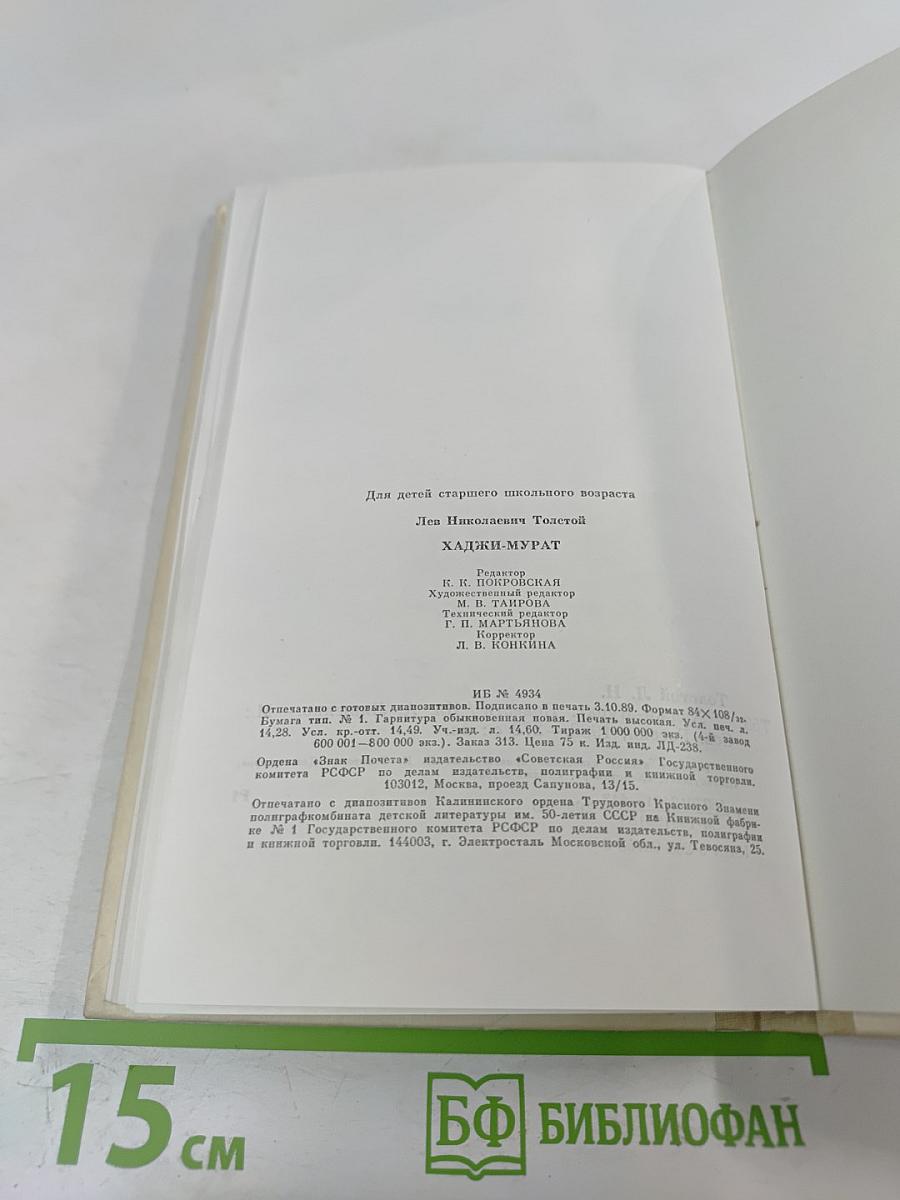 Для детей старшего школьного возраста
Лев Николаевич Толстой
ХАДЖИ-МУРАТ
Редактор
К. К. ПОКРОВСКАЯ
Художественный редактор
М. В. ТАИРОВА
Технический редактор
Г. П. МАРТЬЯНОВА
Корректор
Л. В. КОНКИНА
ИБ № 4934
Отпечатано с готовых диапозитивов. Подписано в печать 3.10.89. Формат 84×108/32.
Бумага тип. № 1. Гарнитура обыкновенная новая. Печать высокая. Усл. печ. л.
14,28. Усл. кр.-отт. 14,49. Уч.-изд. л. 14,60. Тираж 1 000 000 экз. (4-й завод
600 001—800 000 экз.). Заказ 313. Цена 75 к. Изд. инд. ЛД-238.
Ордена «Знак Почета» издательство «Советская Россия» Государственного
комитета РСФСР по делам издательств, полиграфии и книжной торговли.
103012, Москва, проезд Сапунова, 13/15.
Отпечатано с диапозитивов Калининского ордена Трудового Красного Знамени
полиграфкомбината детской литературы им. 50-летия СССР на Книжной фабри-
ке № 1 Государственного комитета РСФСР по делам издательств, полиграфии
и книжной торговли. 144003, г. Электросталь Московской обл., ул. Тевосяна, 25.
15 см
БФ БИБЛИОФАН